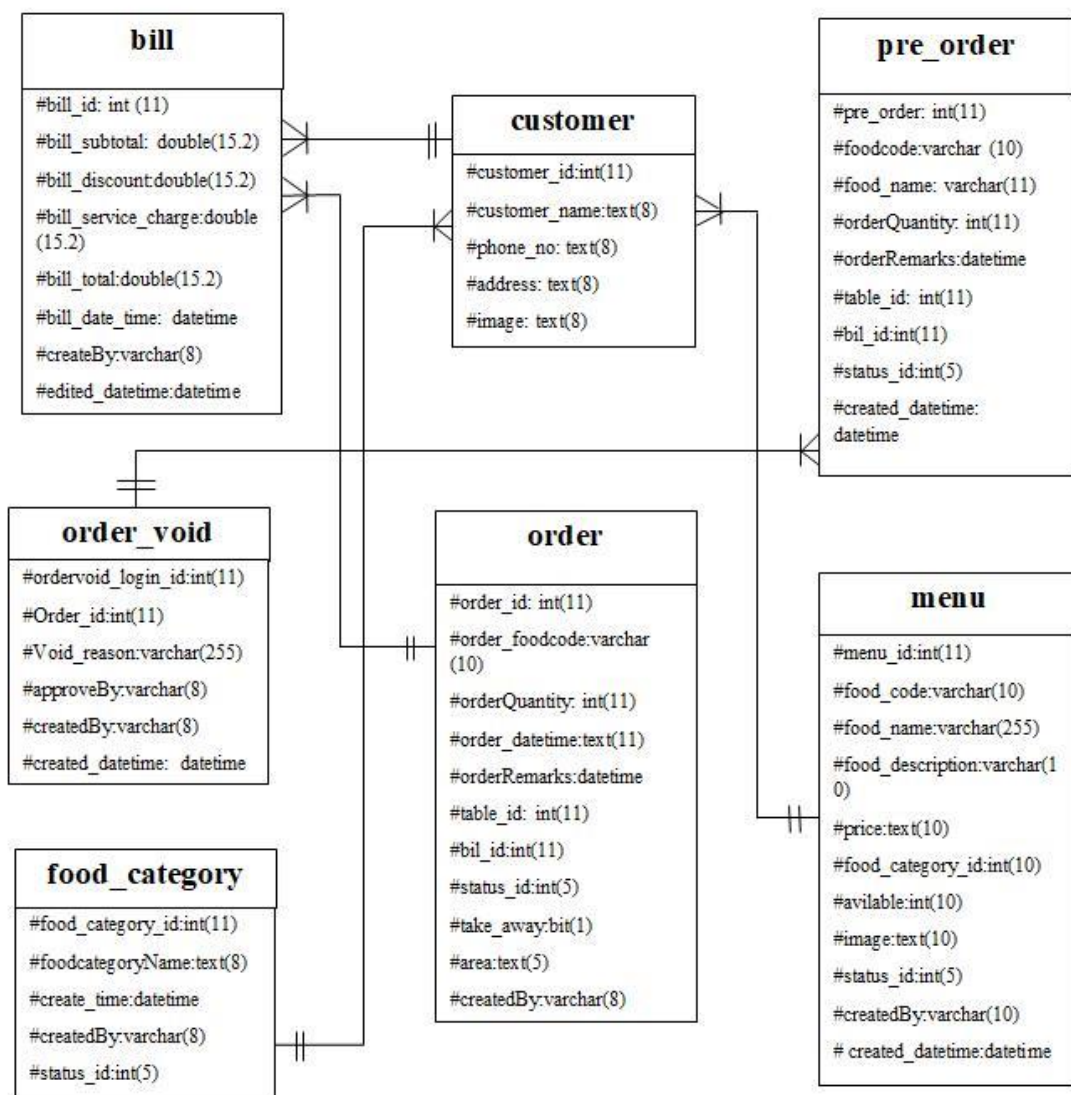 bill
#bill_id: int (11)
#bill_subtotal: double(15.2)
#bill_discount:double(15.2)
#bill_service_charge:double
(15.2)
#bill_total:double(15.2)
#bill_date_time: datetime
#createBy:varchar(8)
#edited_datetime:datetime
customer
#customer_id:int(11)
#customer_name:text(8)
#phone_no: text(8)
#address: text(8)
#image: text(8)
pre_order
#pre_order: int(11)
#foodcode:varchar (10)
#food_name: varchar(11)
#orderQuantity: int(11)
#orderRemarks:datetime
#table_id: int(11)
#bil_id:int(11)
#status_id:int(5)
#created_datetime:
datetime
order_void
#ordervoid_login_id:int(11)
#Order_id:int(11)
#Void_reason:varchar(255)
#approveBy:varchar(8)
#createdBy:varchar(8)
#created_datetime: datetime
order
#order_id: int(11)
#order_foodcode:varchar
(10)
#orderQuantity: int(11)
#order_datetime:text(11)
#orderRemarks:datetime
#table_id: int(11)
#bil_id:int(11)
#status_id:int(5)
#take_away:bit(1)
#area:text(5)
#createdBy:varchar(8)
menu
#menu_id:int(11)
#food_code:varchar(10)
#food_name:varchar(255)
#food_description:varchar(1
0)
#price:text(10)
#food_category_id:int(10)
#avilable:int(10)
#image:text(10)
#status_id:int(5)
#createdBy:varchar(10)
# created_datetime:datetime
food_category
#food_category_id:int(11)
#foodcategoryName:text(8)
#create_time:datetime
#createdBy:varchar(8)
#status_id:int(5)